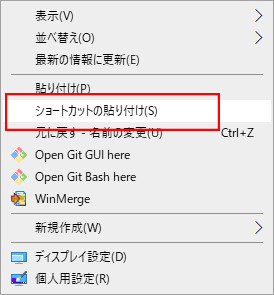 表示(V)
並べ替え(O)
最新の情報に更新(E)
貼り付け(P)
ショートカットの貼り付け(S)
元に戻す - 名前の変更(U) Ctrl+Z
Open Git GUI here
Open Git Bash here
WinMerge
新規作成(W)
ディスプレイ設定(D)
個人用設定(R)